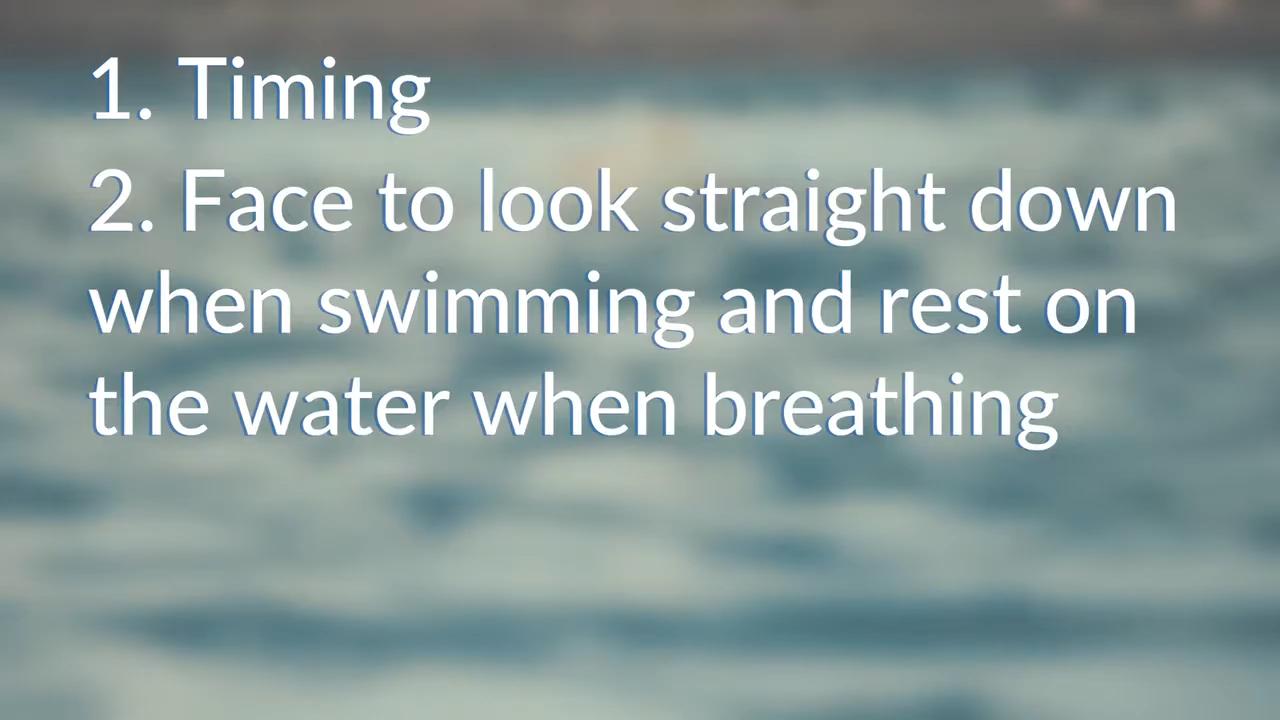 1. Timing
2. Face to look straight down
when swimming and rest on
the water when breathing